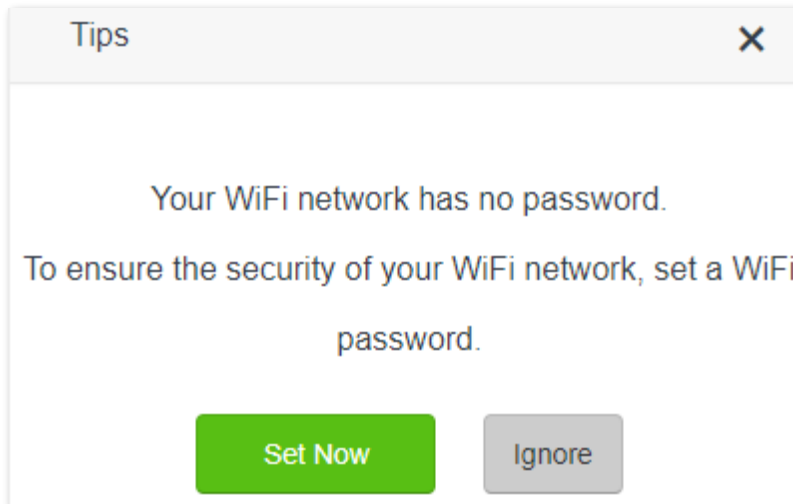 Tips
Your WiFi network has no password.
To ensure the security of your WiFi network, set a WiFi
password.
Set Now
Ignore